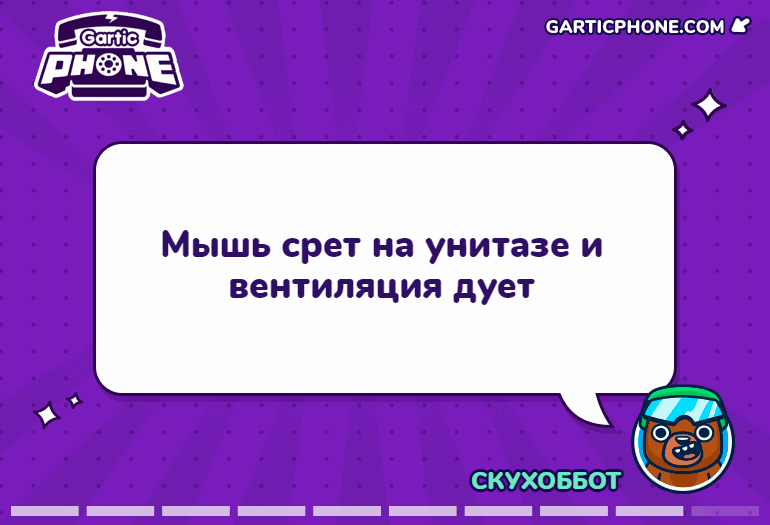 Gartic
PHONE
GARTICPHONE.COM
Мышь срет на унитазе и
вентиляция дует
СКУХОББОТ